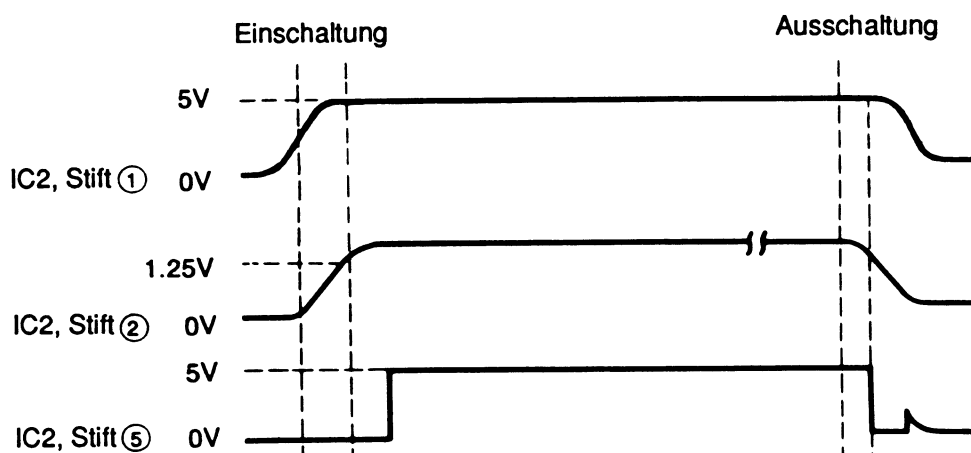 Einschaltung
Ausschaltung
5V
IC2, Stift ① 0V
1.25V
IC2, Stift ② 0V
5V
IC2, Stift ⑤ 0V